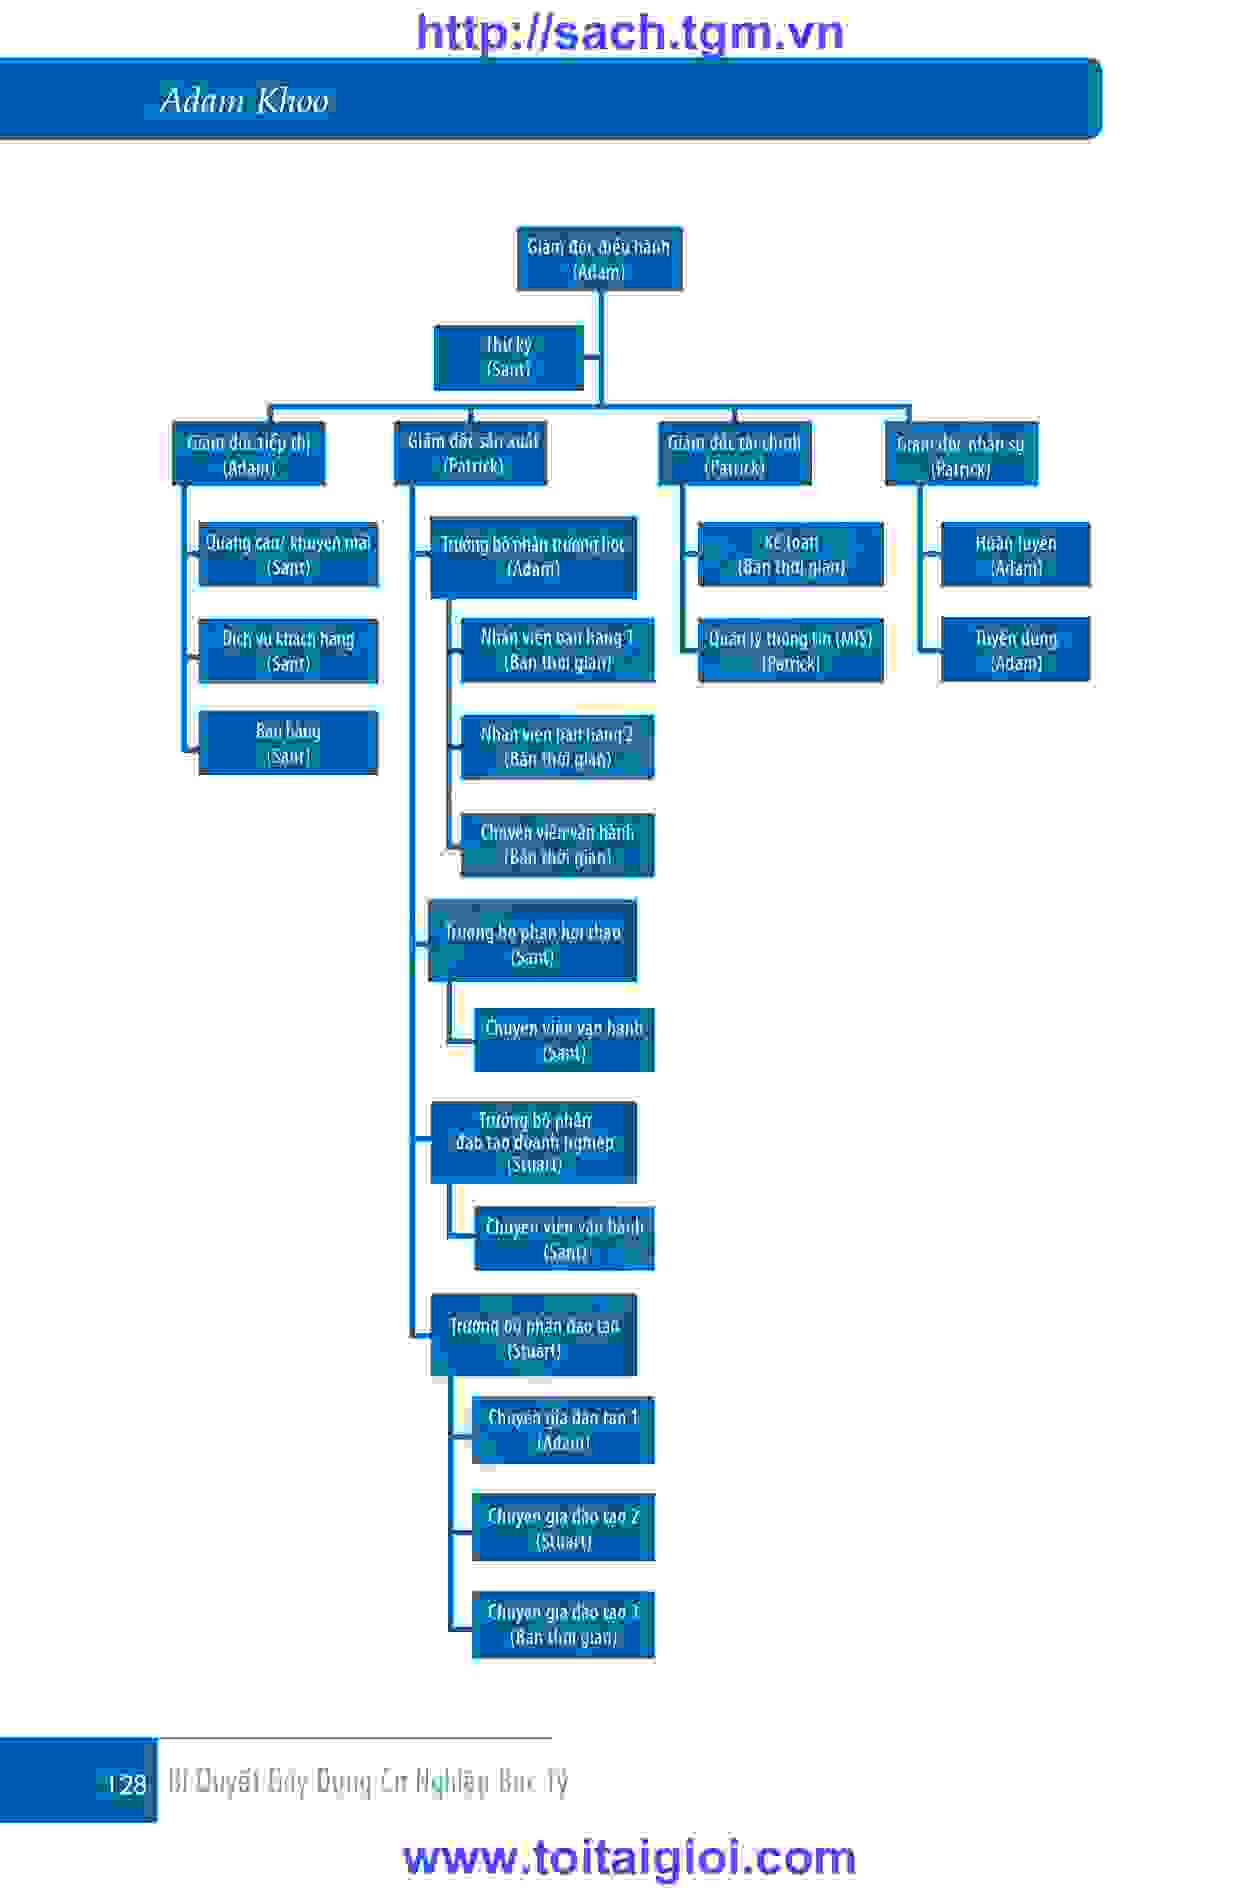 http://sach.tgm.vn
Adam Khoo
Giám đốc điều hành
(Adam)
Thư ký
(Sant)
Giám đốc tiếp thị
(Adam)
Giám đốc sản xuất
(Patrick)
Giám đốc tài chính
(Patrick)
Giám đốc nhân sự
(Patrick)
Quảng cáo/ khuyến mãi
(Sant)
Dịch vụ khách hàng
(Sant)
Bán hàng
(Sant)
Trưởng bộ phận trường học
(Adam)
Nhân viên bán hàng 1
(Bán thời gian)
Nhân viên bán hàng 2
(Bán thời gian)
Chuyên viên vận hành
(Bán thời gian)
Trưởng bộ phận hội thảo
(Sant)
Chuyên viên vận hành
(Sant)
Trưởng bộ phận
đào tạo doanh nghiệp
(Stuart)
Chuyên viên vận hành
(Sant)
Trưởng bộ phận đào tạo
(Stuart)
Chuyên gia đào tạo 1
(Adam)
Chuyên gia đào tạo 2
(Stuart)
Chuyên gia đào tạo 3
(Bán thời gian)
Kế toán
(Bán thời gian)
Quản lý thông tin (MIS)
(Patrick)
Huấn luyện
(Adam)
Tuyển dụng
(Adam)
128 Bí Quyết Gây Dựng Cơ Nghiệp Bạc Tỷ
www.toitaigioi.com